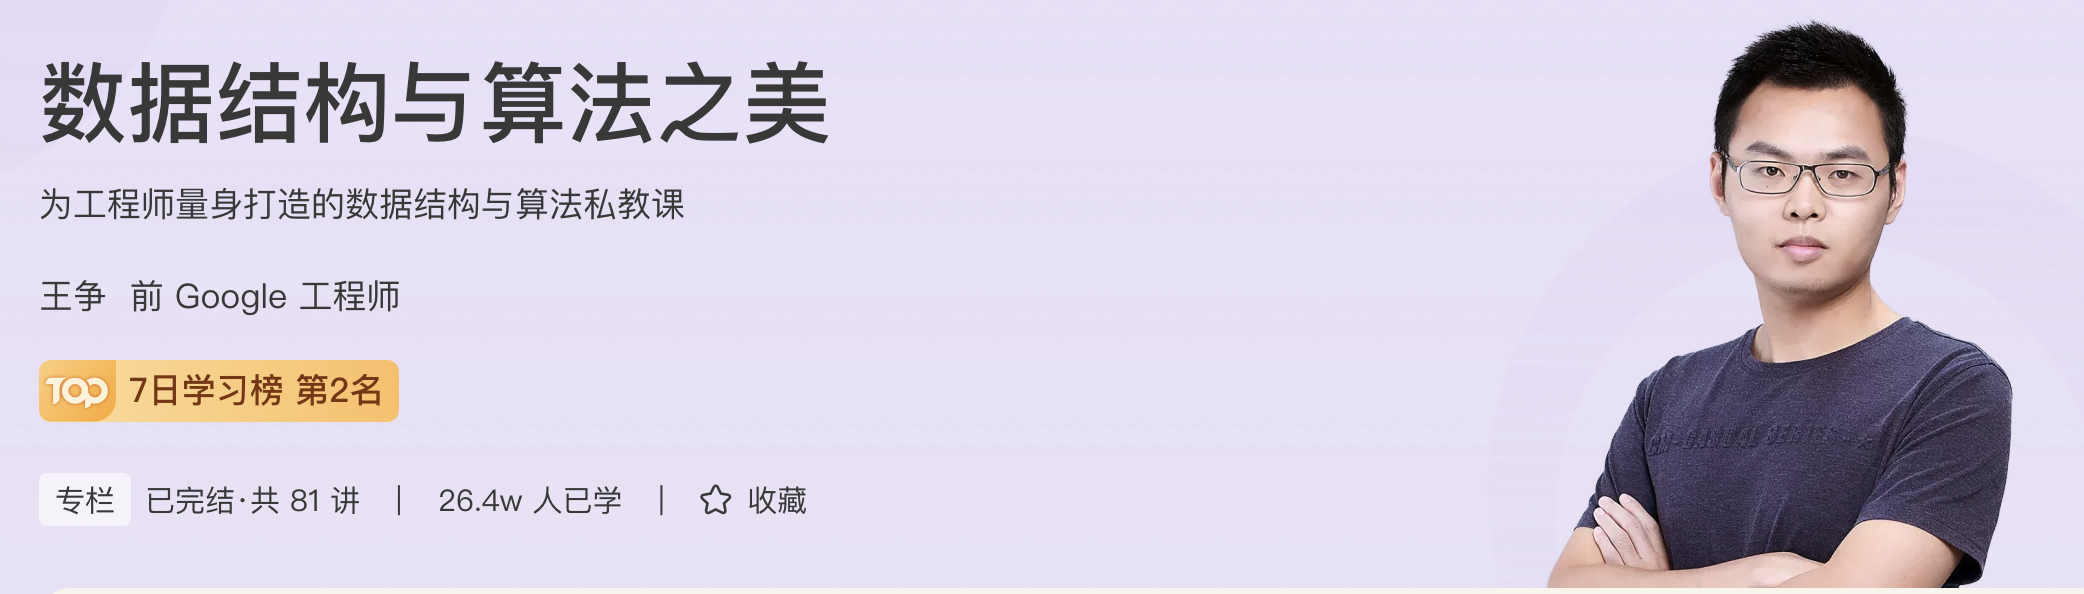 数据结构与算法之美
为工程师量身打造的数据结构与算法私教课
王争 前 Google 工程师
TOP 7日学习榜 第2名
专栏 已完结·共 81 讲 | 26.4w 人已学 | 收藏
CASUAL SERIES